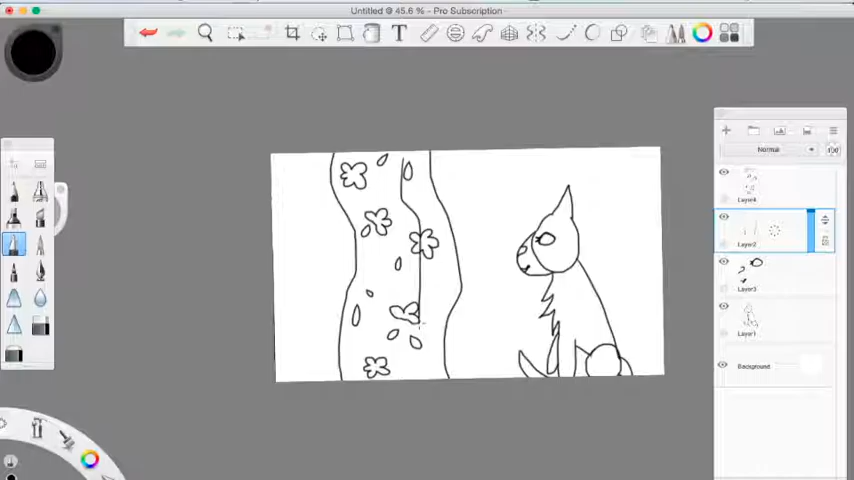 Untitled @ 45.6 % - Pro Subscription
T
Normal
100
Layer4
Layer2
Layer3
Layer1
Background